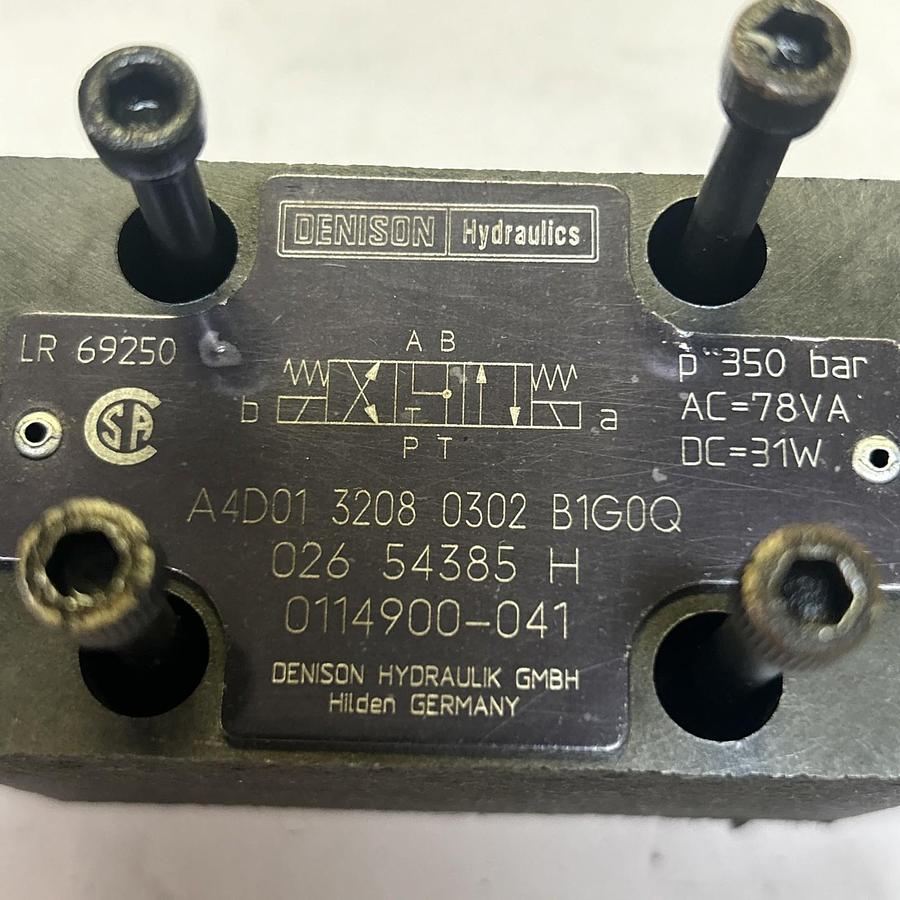 DENISON Hydraulics
LR 69250
SA
A B
b a
P T
p 350 bar
AC=78VA
DC=31W
A4D01 3208 0302 B1G0Q
026 54385 H
0114900-041
DENISON HYDRAULIK GMBH
Hilden GERMANY